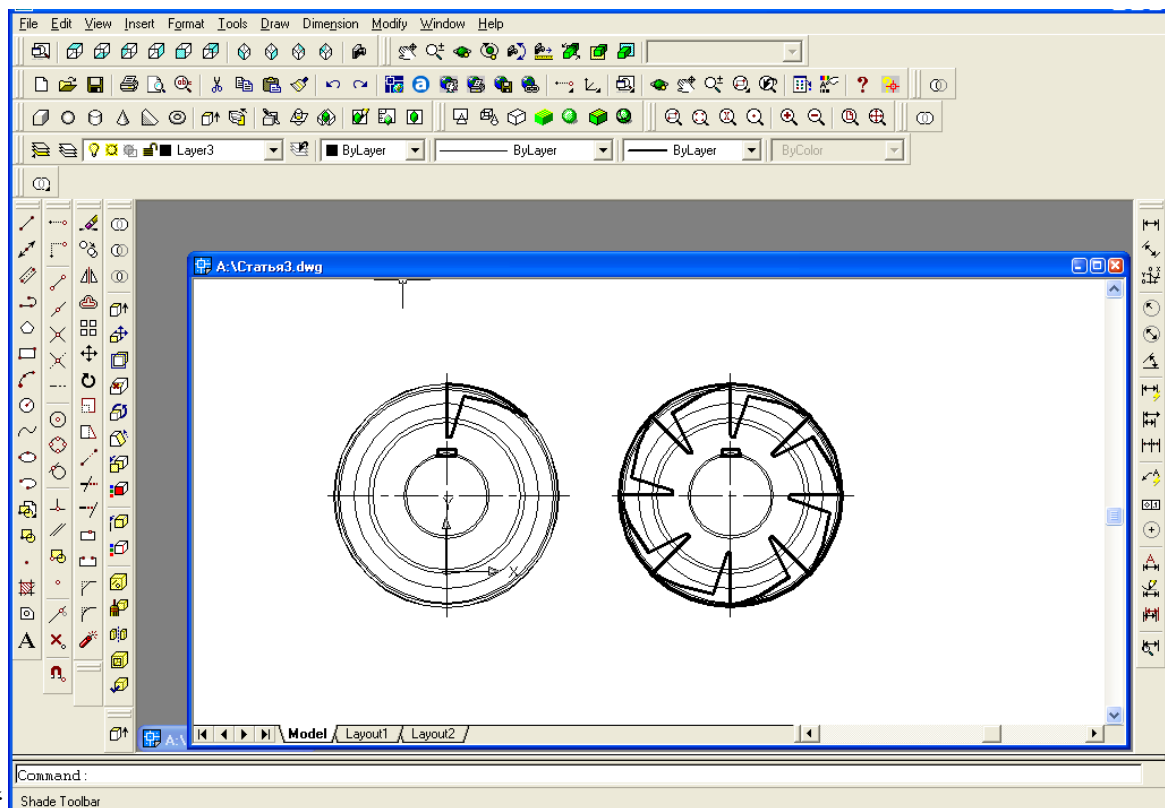 File Edit View Insert Format Tools Draw Dimension Modify Window Help
Layer3 ByLayer ByLayer ByLayer ByColor
A:\Статья3.dwg
Y
X
A
Model Layout1 Layout2
A:\
Command:
Shade Toolbar